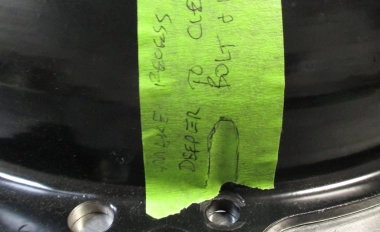 MAKE RECESS
DEEPER TO CLE
BOLT &